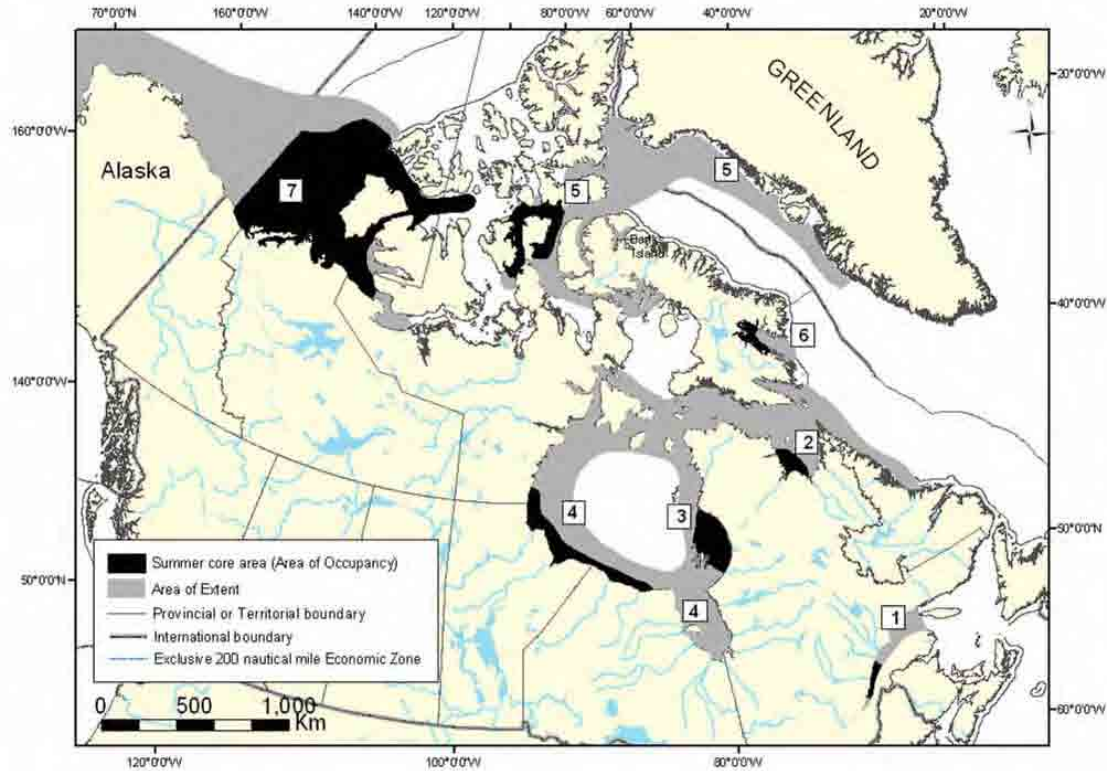 70°0'0"W
160°0'0"W
140°0'0"W
120°0'0"W
100°0'0"W
80°0'0"W
60°0'0"W
40°0'0"W
20°0'0"W
20°0'0"W
GREENLAND
160°0'0"W
Alaska
5
5
7
Island
40°0'0"W
6
140°0'0"W
2
4
3
50°0'0"W
50°0'0"N
4
1
Summer core area (Area of Occupancy)
Area of Extent
Provincial or Territorial boundary
International boundary
Exclusive 200 nautical mile Economic Zone
0 500 1,000
Km
60°0'0"W
120°0'0"W
100°0'0"W
80°0'0"W